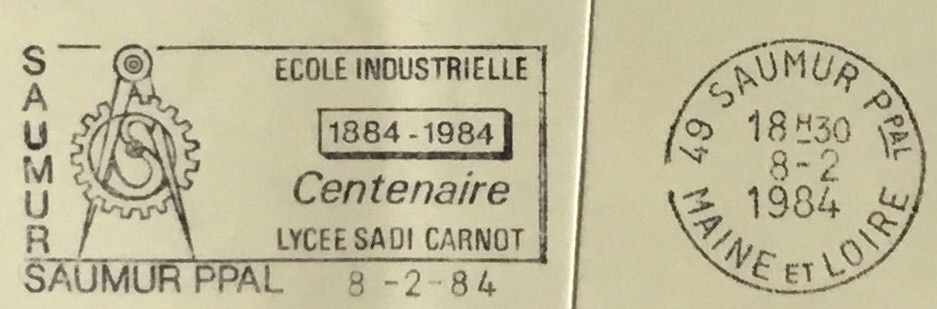 SAUMUR
ECOLE INDUSTRIELLE
1884-1984
Centenaire
LYCEE SADI CARNOT
SAUMUR PPAL 8-2-84
49 SAUMUR PPAL
18H30
8-2
1984
MAINE ET LOIRE